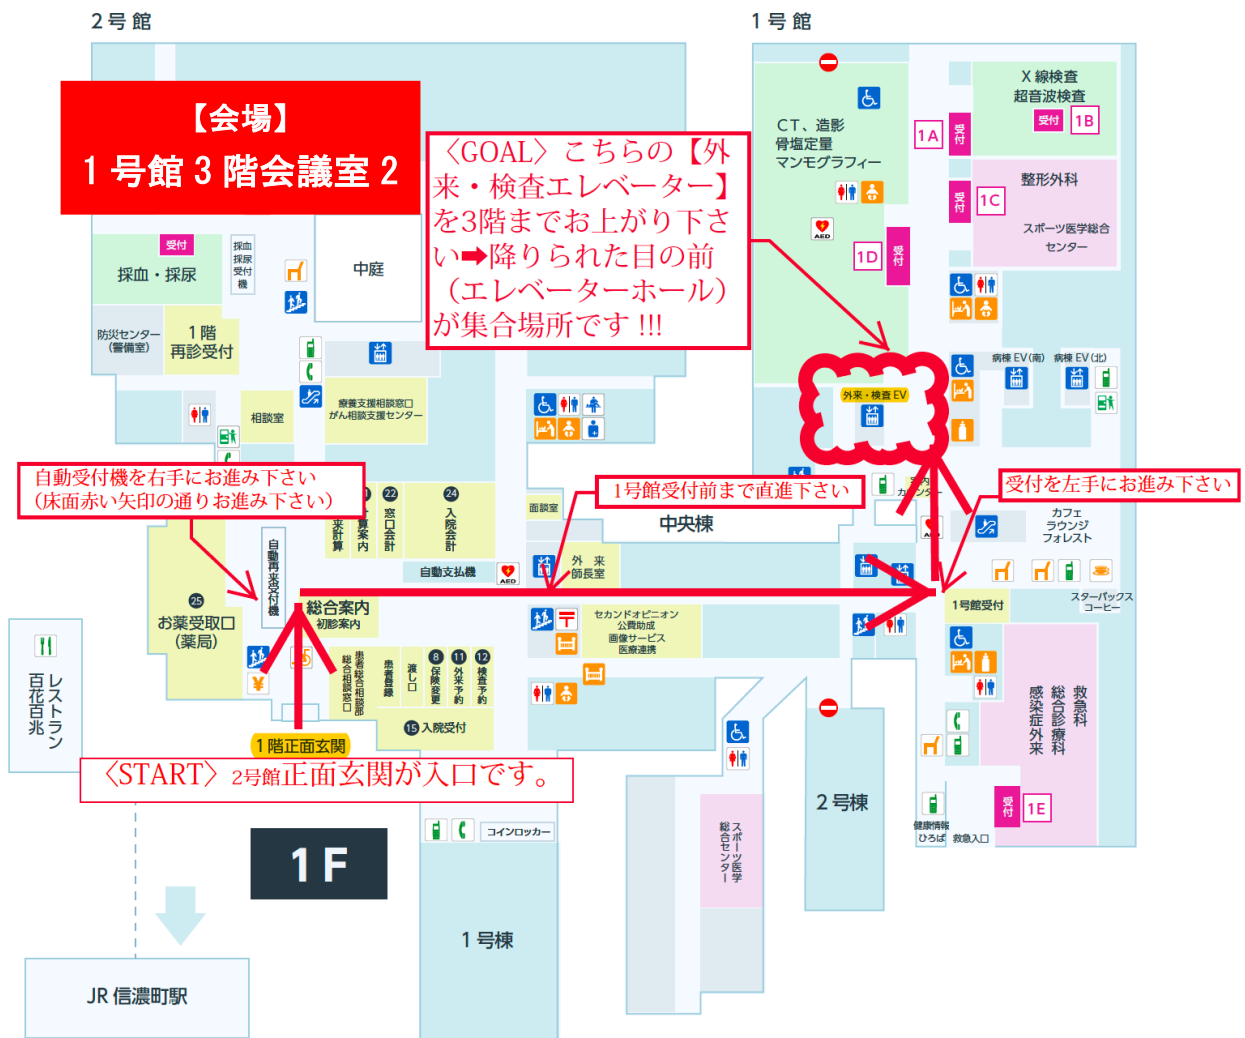 2号館
1号館
【会場】
1号館3階会議室2
〈GOAL〉こちらの【外
来・検査エレベーター】
を3階までお上がり下さ
い➡降りられた目の前
（エレベーターホール）
が集合場所です!!!
CT、造影
骨塩定量
マンモグラフィー
AED
X線検査
超音波検査
受付 1B
1A 受付
受付 1C
整形外科
スポーツ医学総合
センター
1D 受付
受付
採血・採尿
採血
採尿
受付
機
中庭
防災センター
（警備室）
1階
再診受付
相談室
療養支援相談窓口
がん相談支援センター
外来・検査EV
病棟EV(南)
病棟EV(北)
自動受付機を右手にお進み下さい
（床面赤い矢印の通りお進み下さい）
1号館受付前まで直進下さい
受付を左手にお進み下さい
22 窓口会計
24 入院会計
面談室
中央棟
カフェ
ラウンジ
フォレスト
AED
自動再来受付機
自動支払機
AED
外来
師長室
25
お薬受取口
（薬局）
総合案内
初診案内
セカンドオピニオン
公費助成
画像サービス
医療連携
1号館受付
スターバックス
コーヒー
患者総合相談部
総合相談窓口
患者登録
渡し口
8 保険変更
11 外来予約
12 検査予約
15 入院受付
レストラン
百花百兆
¥
1階正面玄関
〈START〉2号館正面玄関が入口です。
救急科
総合診療科
感染症外来
受付 1E
健康情報
ひろば
救急入口
2号棟
スポーツ医学
総合センター
コインロッカー
1F
1号棟
JR信濃町駅